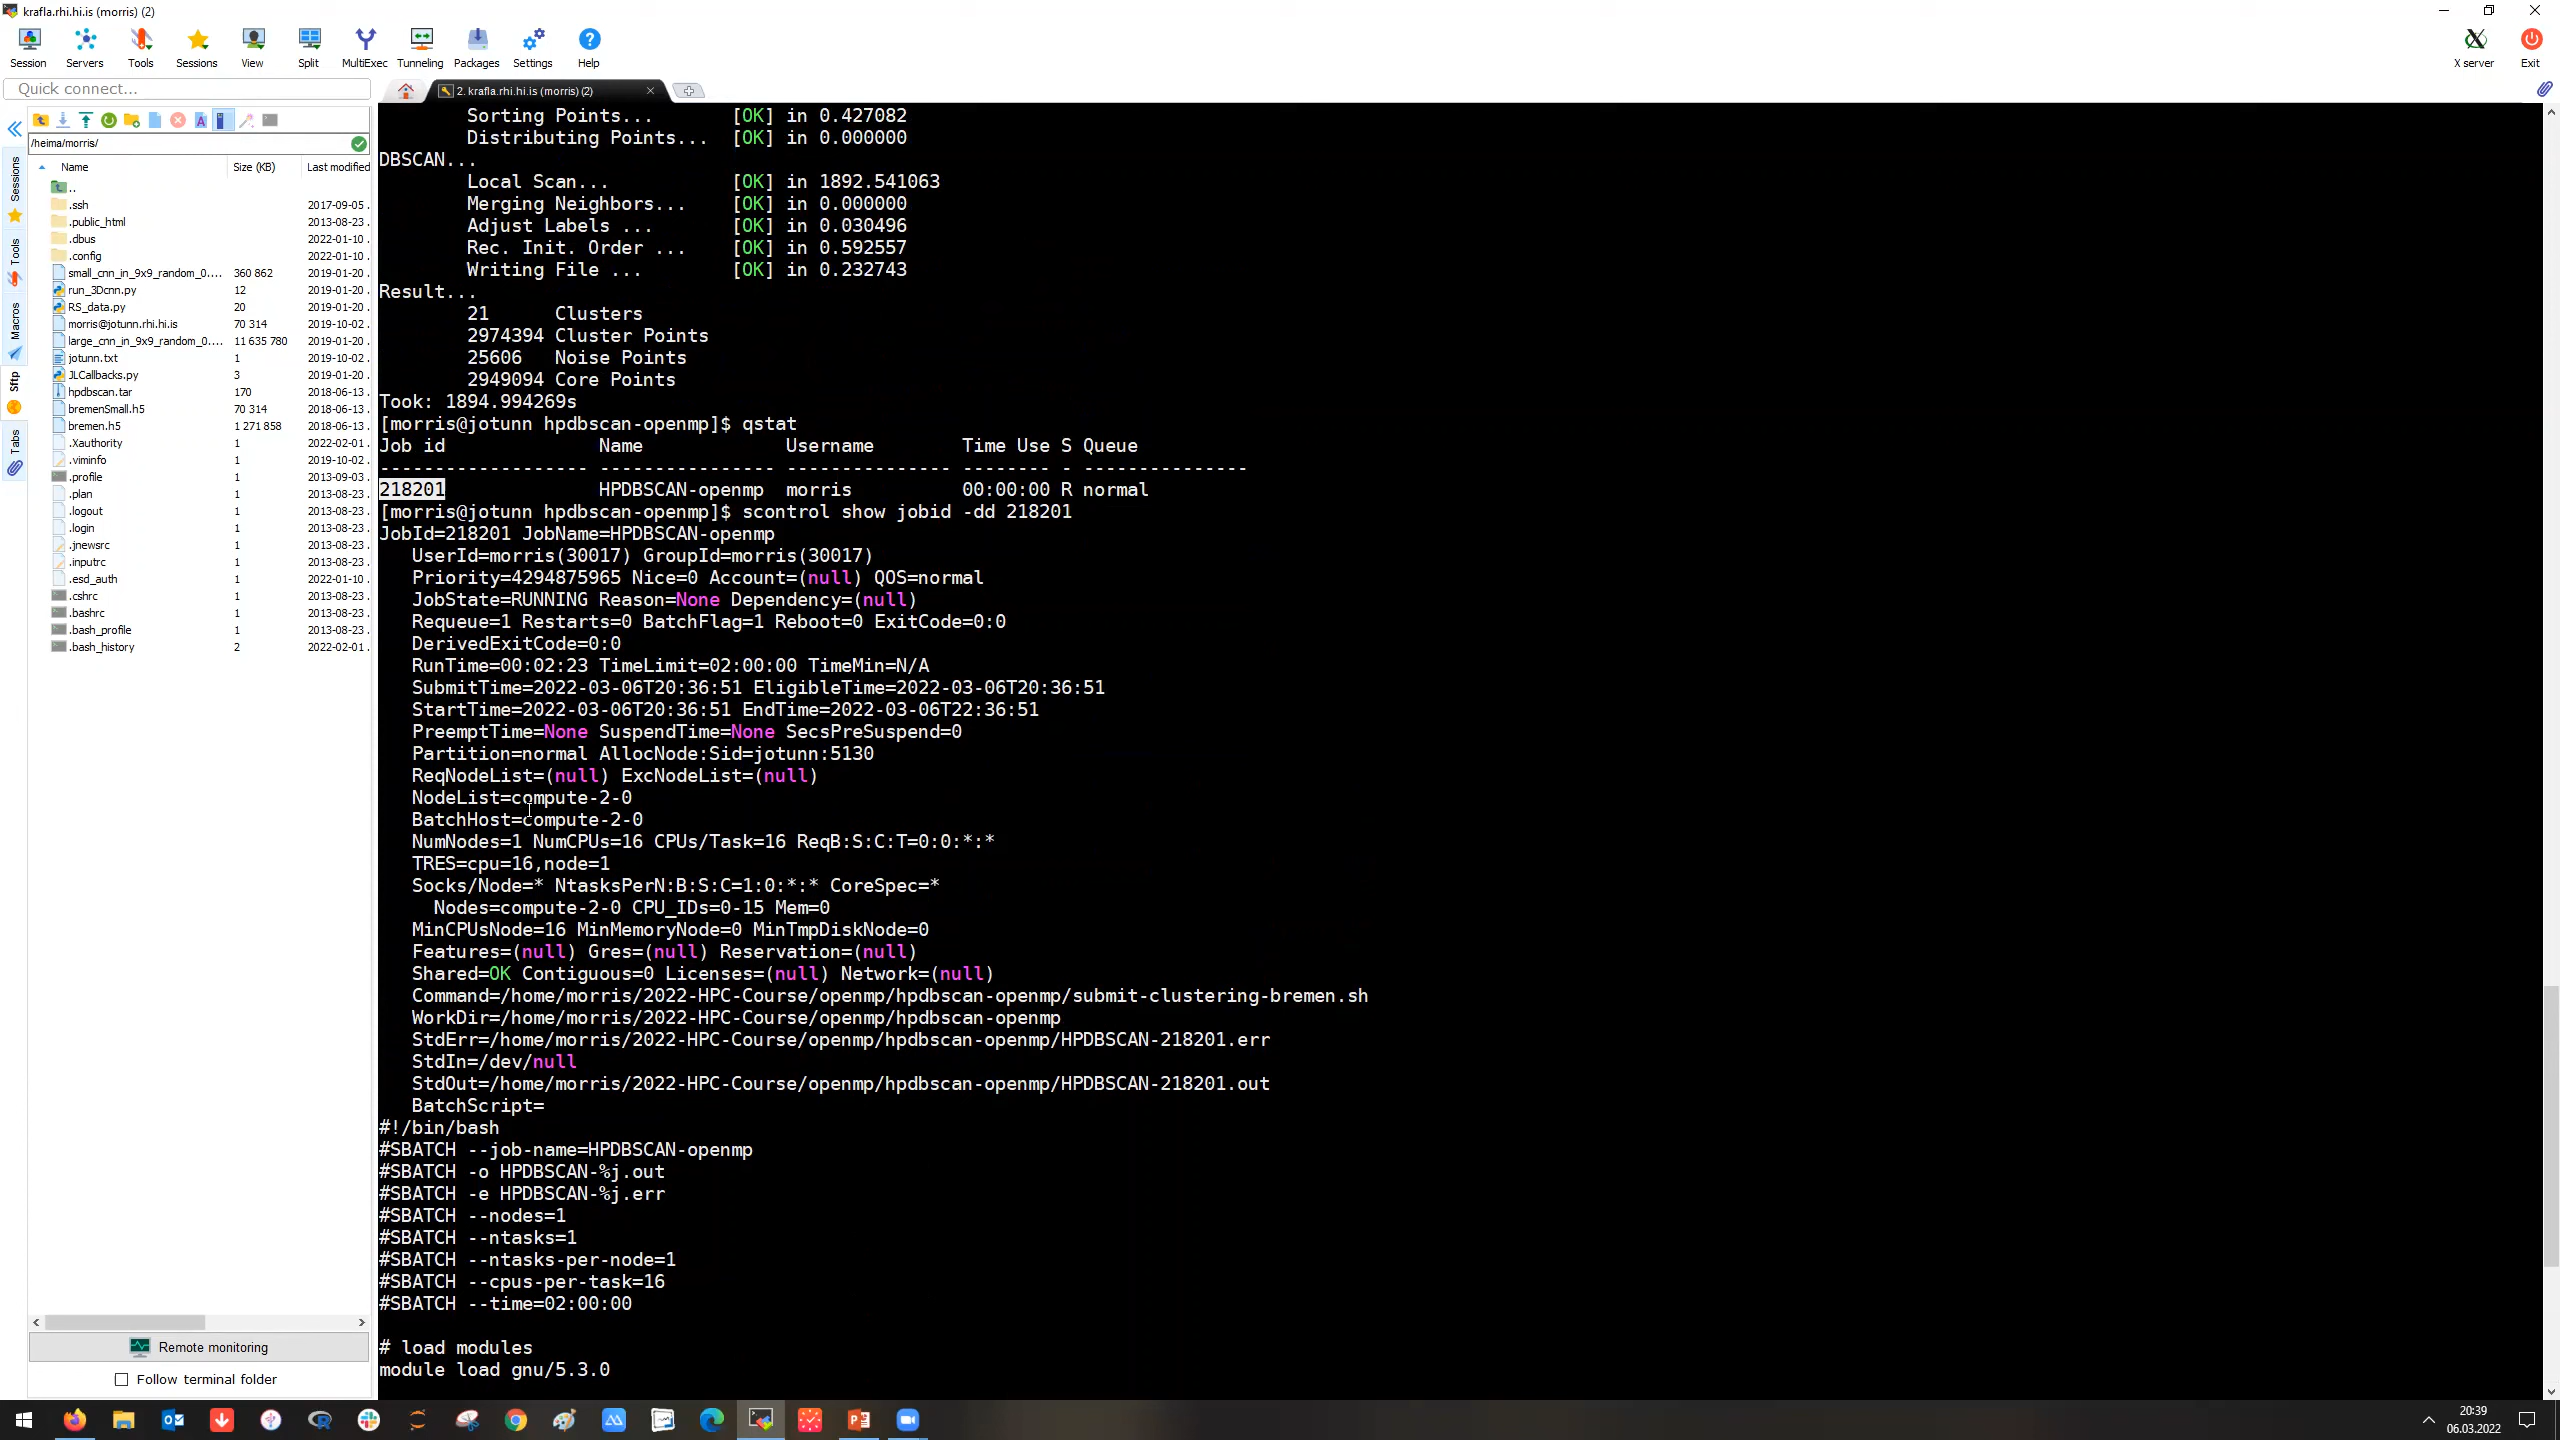 krafla.rhi.hi.is (morris) (2)
Session Servers Tools Sessions View Split MultiExec Tunneling Packages Settings Help X server Exit
Quick connect...
2. krafla.rhi.hi.is (morris) (2)
/heima/morris/
Name Size (KB) Last modified
..
.ssh 2017-09-05 .
.public_html 2013-08-23 .
.dbus 2022-01-10 .
.config 2022-01-10 .
small_cnn_in_9x9_random_0.... 360 862 2019-01-20 .
run_3Dcnn.py 12 2019-01-20 .
RS_data.py 20 2019-01-20 .
morris@jotunn.rhi.hi.is 70 314 2019-10-02 .
large_cnn_in_9x9_random_0.... 11 635 780 2019-01-20 .
jotunn.txt 1 2019-10-02 .
JLCallbacks.py 3 2019-01-20 .
hpdbscan.tar 170 2018-06-13 .
bremenSmall.h5 70 314 2018-06-13 .
bremen.h5 1 271 858 2018-06-13 .
.Xauthority 1 2022-02-01 .
.viminfo 1 2019-10-02 .
.profile 1 2013-09-03 .
.plan 1 2013-08-23 .
.logout 1 2013-08-23 .
.login 1 2013-08-23 .
.jnewsrc 1 2013-08-23 .
.inputrc 1 2013-08-23 .
.esd_auth 1 2022-01-10 .
.cshrc 1 2013-08-23 .
.bashrc 1 2013-08-23 .
.bash_profile 1 2013-08-23 .
.bash_history 2 2022-02-01 .
Sessions
Tools
Macros
Sftp
Tabs
Remote monitoring
Follow terminal folder
Sorting Points... [OK] in 0.427082
Distributing Points... [OK] in 0.000000
DBSCAN...
Local Scan... [OK] in 1892.541063
Merging Neighbors... [OK] in 0.000000
Adjust Labels ... [OK] in 0.030496
Rec. Init. Order ... [OK] in 0.592557
Writing File ... [OK] in 0.232743
Result...
21 Clusters
2974394 Cluster Points
25606 Noise Points
2949094 Core Points
Took: 1894.994269s
[morris@jotunn hpdbscan-openmp]$ qstat
Job id Name Username Time Use S Queue
------------------- ---------------- --------------- -------- - ---------------
218201 HPDBSCAN-openmp morris 00:00:00 R normal
[morris@jotunn hpdbscan-openmp]$ scontrol show jobid -dd 218201
JobId=218201 JobName=HPDBSCAN-openmp
UserId=morris(30017) GroupId=morris(30017)
Priority=4294875965 Nice=0 Account=(null) QOS=normal
JobState=RUNNING Reason=None Dependency=(null)
Requeue=1 Restarts=0 BatchFlag=1 Reboot=0 ExitCode=0:0
DerivedExitCode=0:0
RunTime=00:02:23 TimeLimit=02:00:00 TimeMin=N/A
SubmitTime=2022-03-06T20:36:51 EligibleTime=2022-03-06T20:36:51
StartTime=2022-03-06T20:36:51 EndTime=2022-03-06T22:36:51
PreemptTime=None SuspendTime=None SecsPreSuspend=0
Partition=normal AllocNode:Sid=jotunn:5130
ReqNodeList=(null) ExcNodeList=(null)
NodeList=compute-2-0
BatchHost=compute-2-0
NumNodes=1 NumCPUs=16 CPUs/Task=16 ReqB:S:C:T=0:0:*:*
TRES=cpu=16,node=1
Socks/Node=* NtasksPerN:B:S:C=1:0:*:* CoreSpec=*
Nodes=compute-2-0 CPU_IDs=0-15 Mem=0
MinCPUsNode=16 MinMemoryNode=0 MinTmpDiskNode=0
Features=(null) Gres=(null) Reservation=(null)
Shared=OK Contiguous=0 Licenses=(null) Network=(null)
Command=/home/morris/2022-HPC-Course/openmp/hpdbscan-openmp/submit-clustering-bremen.sh
WorkDir=/home/morris/2022-HPC-Course/openmp/hpdbscan-openmp
StdErr=/home/morris/2022-HPC-Course/openmp/hpdbscan-openmp/HPDBSCAN-218201.err
StdIn=/dev/null
StdOut=/home/morris/2022-HPC-Course/openmp/hpdbscan-openmp/HPDBSCAN-218201.out
BatchScript=
#!/bin/bash
#SBATCH --job-name=HPDBSCAN-openmp
#SBATCH -o HPDBSCAN-%j.out
#SBATCH -e HPDBSCAN-%j.err
#SBATCH --nodes=1
#SBATCH --ntasks=1
#SBATCH --ntasks-per-node=1
#SBATCH --cpus-per-task=16
#SBATCH --time=02:00:00
# load modules
module load gnu/5.3.0
20:39
06.03.2022